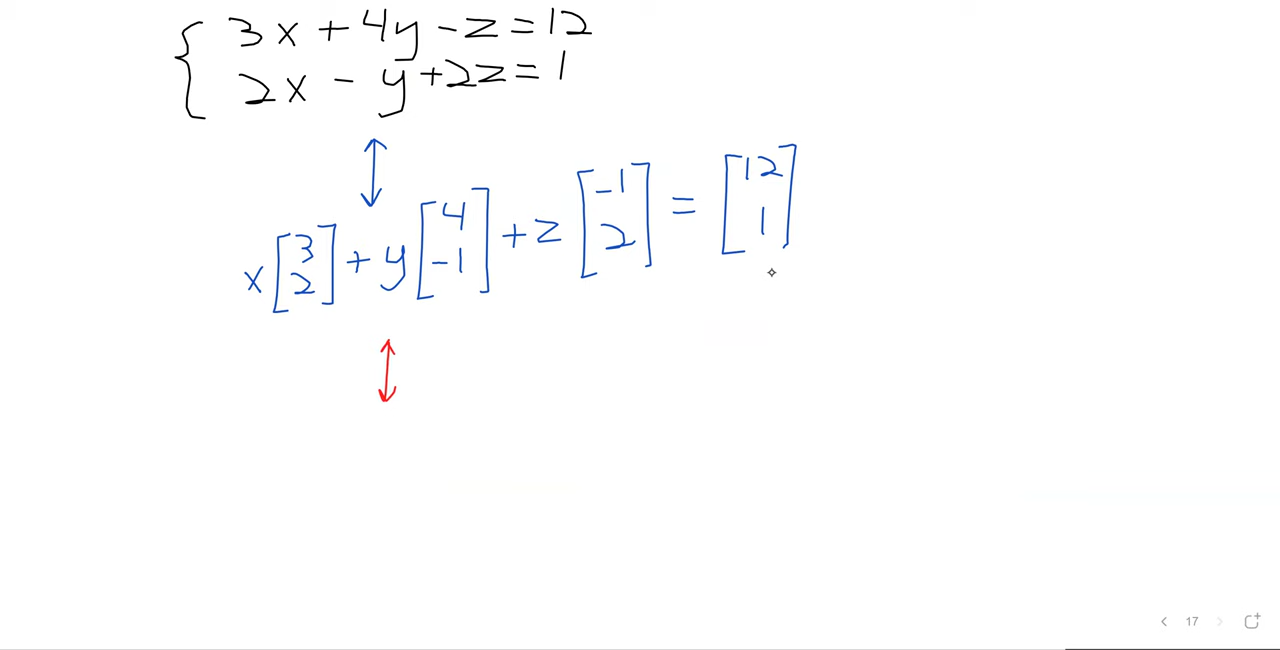 3x + 4y - z = 12
2x - y + 2z = 1
x [3 2] + y [4 -1] + z [-1 2] = [12 1]
17